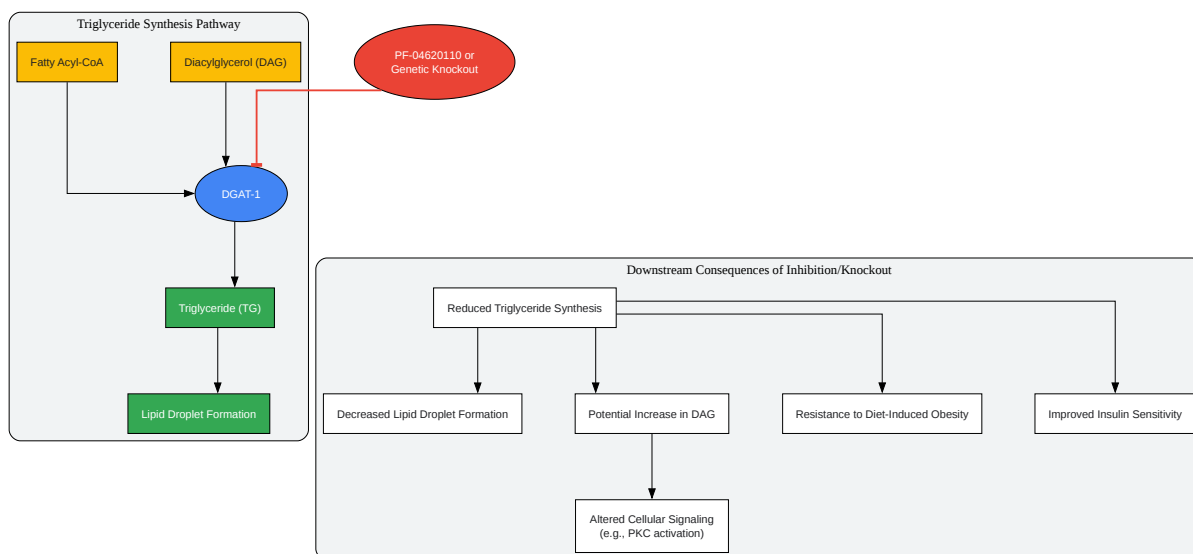 Triglyceride Synthesis Pathway
Fatty Acyl-CoA
Diacylglycerol (DAG)
PF-04620110 or
Genetic Knockout
DGAT-1
Triglyceride (TG)
Lipid Droplet Formation
Downstream Consequences of Inhibition/Knockout
Reduced Triglyceride Synthesis
Decreased Lipid Droplet Formation
Potential Increase in DAG
Resistance to Diet-Induced Obesity
Improved Insulin Sensitivity
Altered Cellular Signaling
(e.g., PKC activation)